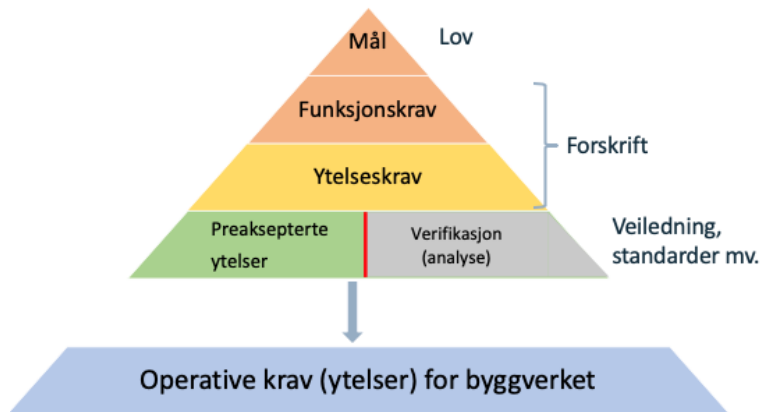 Mål
Lov
Funksjonskrav
Forskrift
Ytelseskrav
Preaksepterte
ytelser
Verifikasjon
(analyse)
Veiledning,
standarder mv.
Operative krav (ytelser) for byggverket